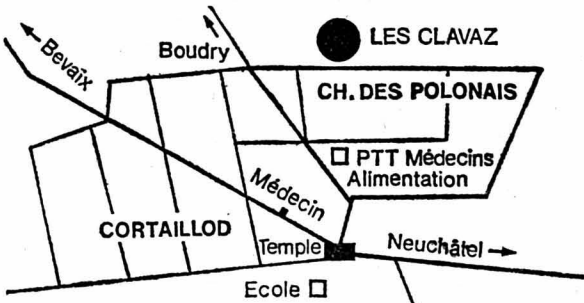 LES CLAVAZ
Bevaix
Boudry
CH. DES POLONAIS
PTT Médecins
Alimentation
Médecin
CORTAILLOD
Temple
Neuchâtel
Ecole